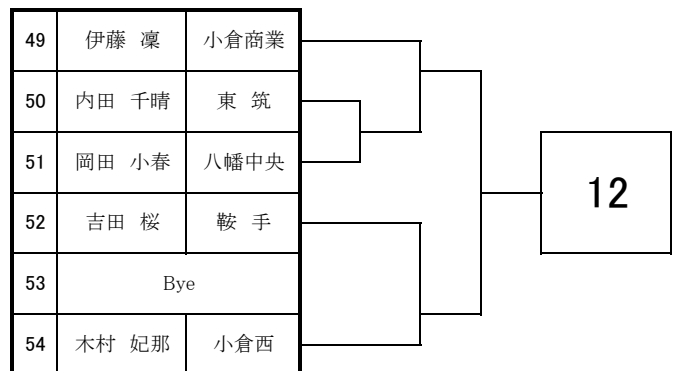 49 伊藤 凜 小倉商業
50 内田 千晴 東 筑
51 岡田 小春 八幡中央
52 吉田 桜 鞍 手
53 Bye
54 木村 妃那 小倉西
12